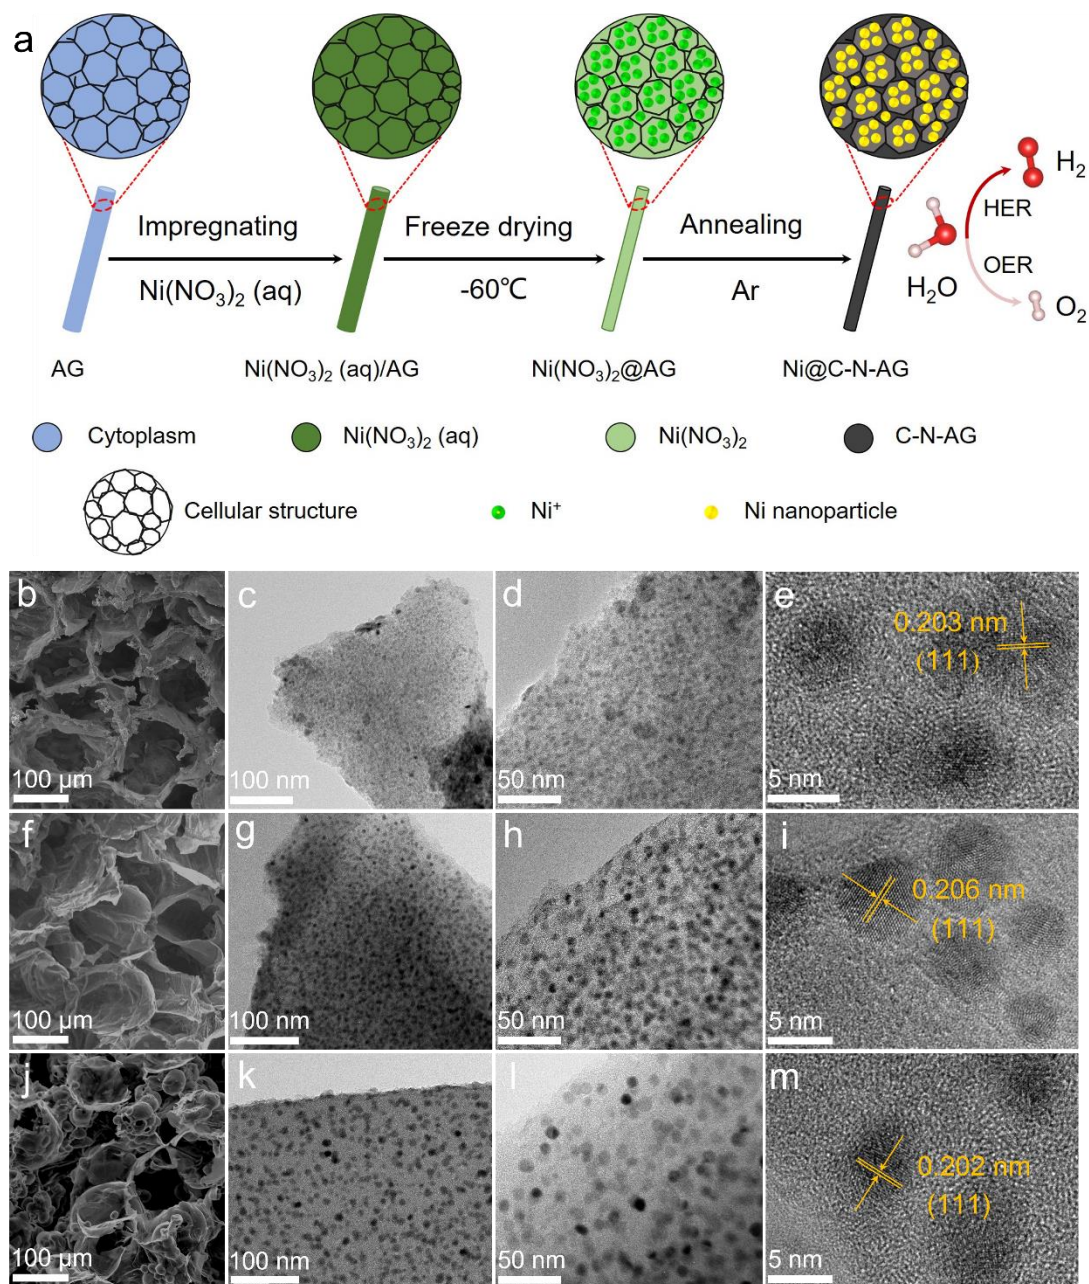 a
H₂
Impregnating
Freeze drying
Annealing
HER
Ni(NO₃)₂ (aq)
-60℃
Ar
H₂O
OER
O₂
AG
Ni(NO₃)₂ (aq)/AG
Ni(NO₃)₂@AG
Ni@C-N-AG
Cytoplasm
Ni(NO₃)₂ (aq)
Ni(NO₃)₂
C-N-AG
Cellular structure
Ni⁺
Ni nanoparticle
b
100 µm
c
100 nm
d
50 nm
e
0.203 nm
(111)
5 nm
f
100 µm
g
100 nm
h
50 nm
i
0.206 nm
(111)
5 nm
j
100 µm
k
100 nm
l
50 nm
m
0.202 nm
(111)
5 nm